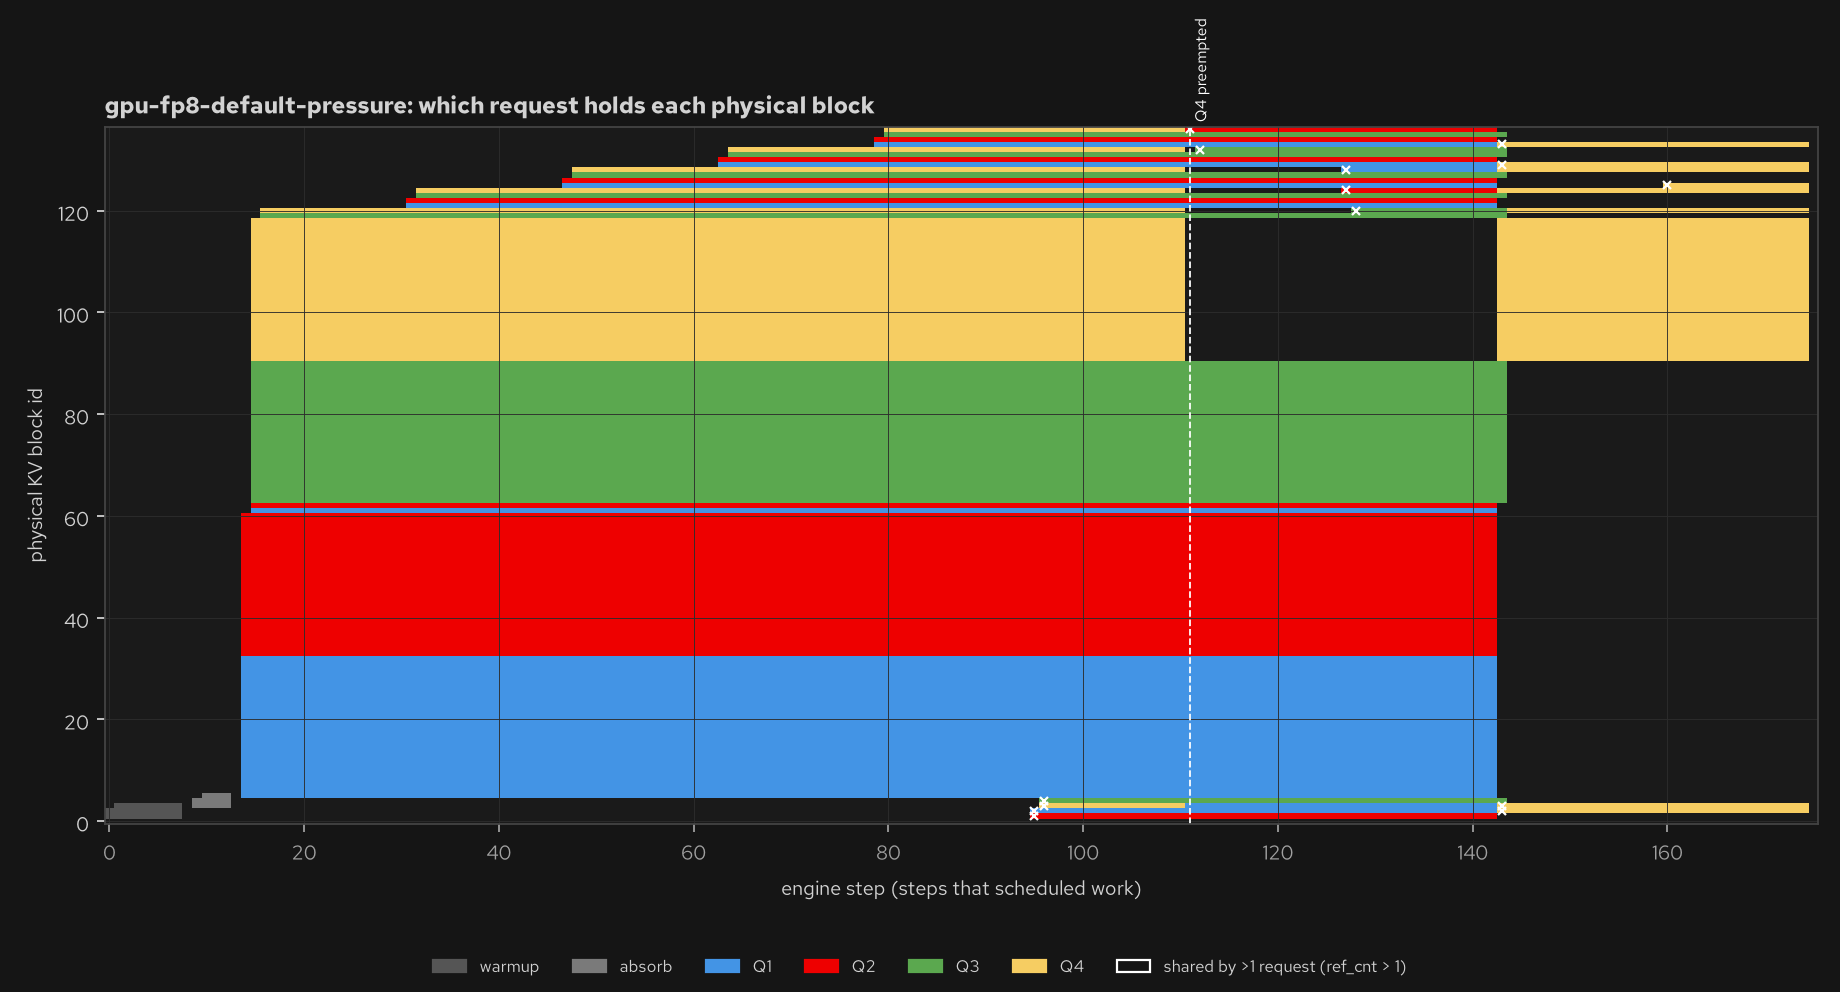 Q4 preempted
gpu-fp8-default-pressure: which request holds each physical block
physical KV block id
120
100
80
60
40
20
0
0 20 40 60 80 100 120 140 160
engine step (steps that scheduled work)
warmup absorb Q1 Q2 Q3 Q4 shared by >1 request (ref_cnt > 1)